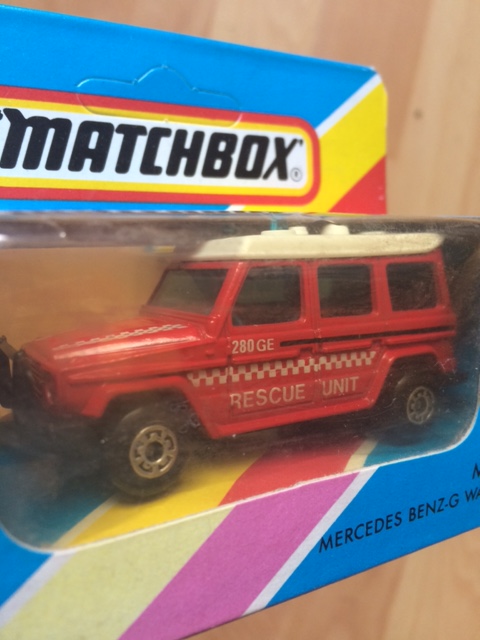 MATCHBOX®
280 GE
RESCUE UNIT
MERCEDES BENZ-G